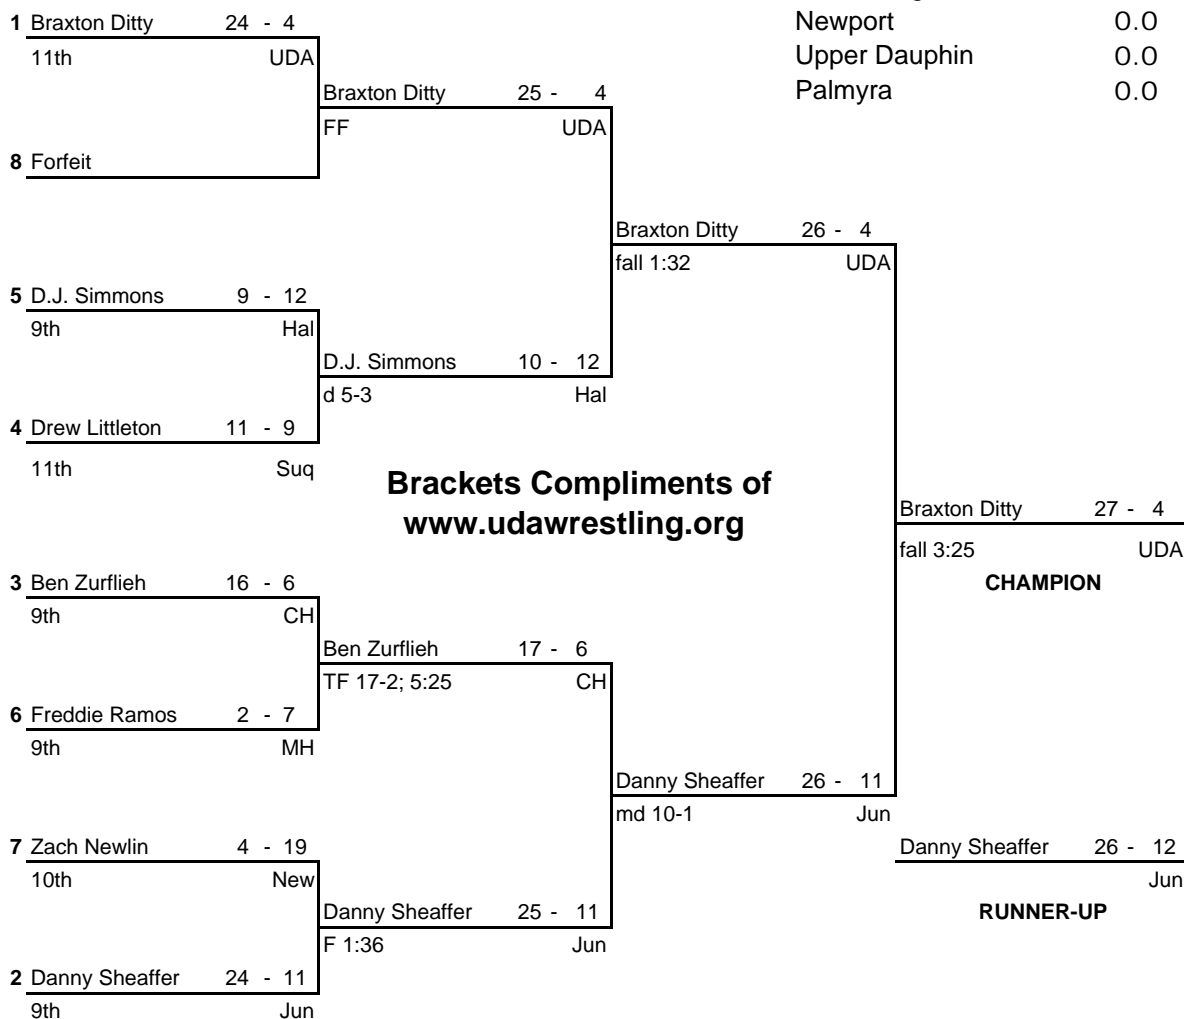 Newport 0.0
Upper Dauphin 0.0
Palmyra 0.0
1 Braxton Ditty 24 - 4
11th UDA
Braxton Ditty 25 - 4
FF UDA
8 Forfeit
Braxton Ditty 26 - 4
fall 1:32 UDA
5 D.J. Simmons 9 - 12
9th Hal
D.J. Simmons 10 - 12
d 5-3 Hal
4 Drew Littleton 11 - 9
11th Suq
Brackets Compliments of
www.udawrestling.org
Braxton Ditty 27 - 4
fall 3:25 UDA
CHAMPION
3 Ben Zurflieh 16 - 6
9th CH
Ben Zurflieh 17 - 6
TF 17-2; 5:25 CH
6 Freddie Ramos 2 - 7
9th MH
Danny Sheaffer 26 - 11
md 10-1 Jun
7 Zach Newlin 4 - 19
10th New
Danny Sheaffer 26 - 12
Jun
RUNNER-UP
Danny Sheaffer 25 - 11
F 1:36 Jun
2 Danny Sheaffer 24 - 11
9th Jun